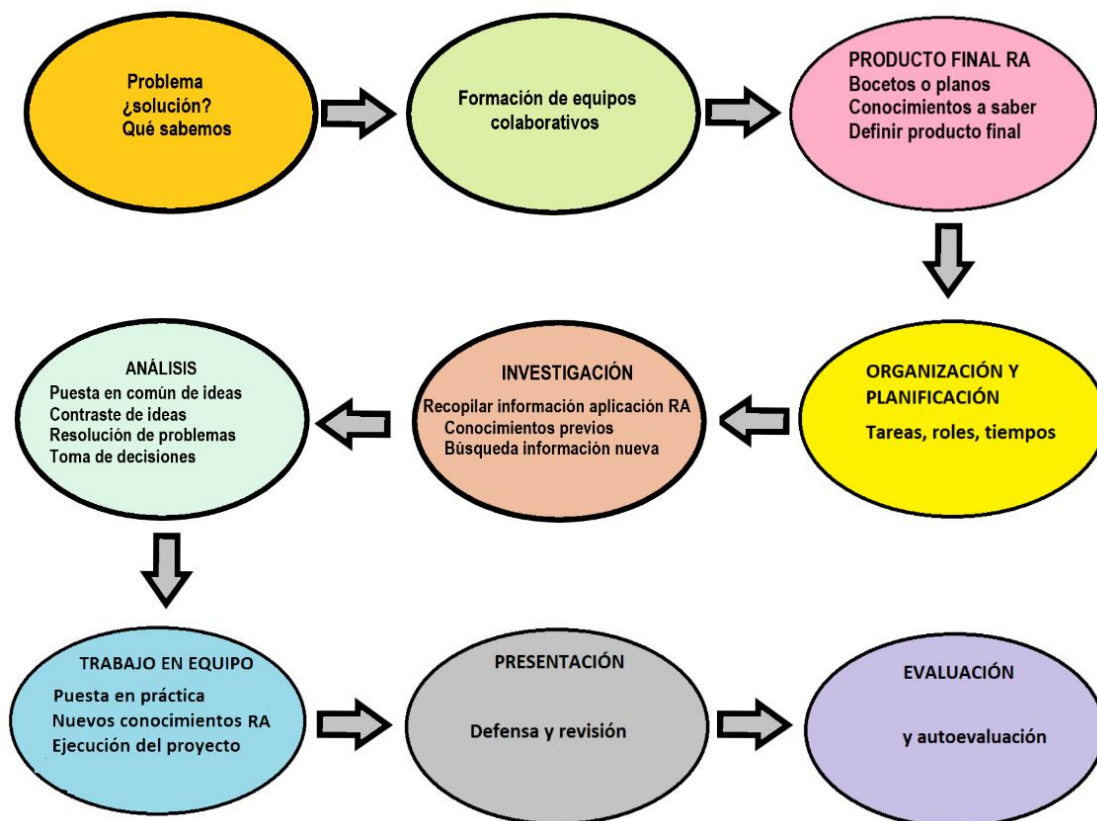 Problema
¿solución?
Qué sabemos
Formación de equipos
colaborativos
PRODUCTO FINAL RA
Bocetos o planos
Conocimientos a saber
Definir producto final
ORGANIZACIÓN Y
PLANIFICACIÓN
Tareas, roles, tiempos
INVESTIGACIÓN
Recopilar información aplicación RA
Conocimientos previos
Búsqueda información nueva
ANÁLISIS
Puesta en común de ideas
Contraste de ideas
Resolución de problemas
Toma de decisiones
TRABAJO EN EQUIPO
Puesta en práctica
Nuevos conocimientos RA
Ejecución del proyecto
PRESENTACIÓN
Defensa y revisión
EVALUACIÓN
y autoevaluación